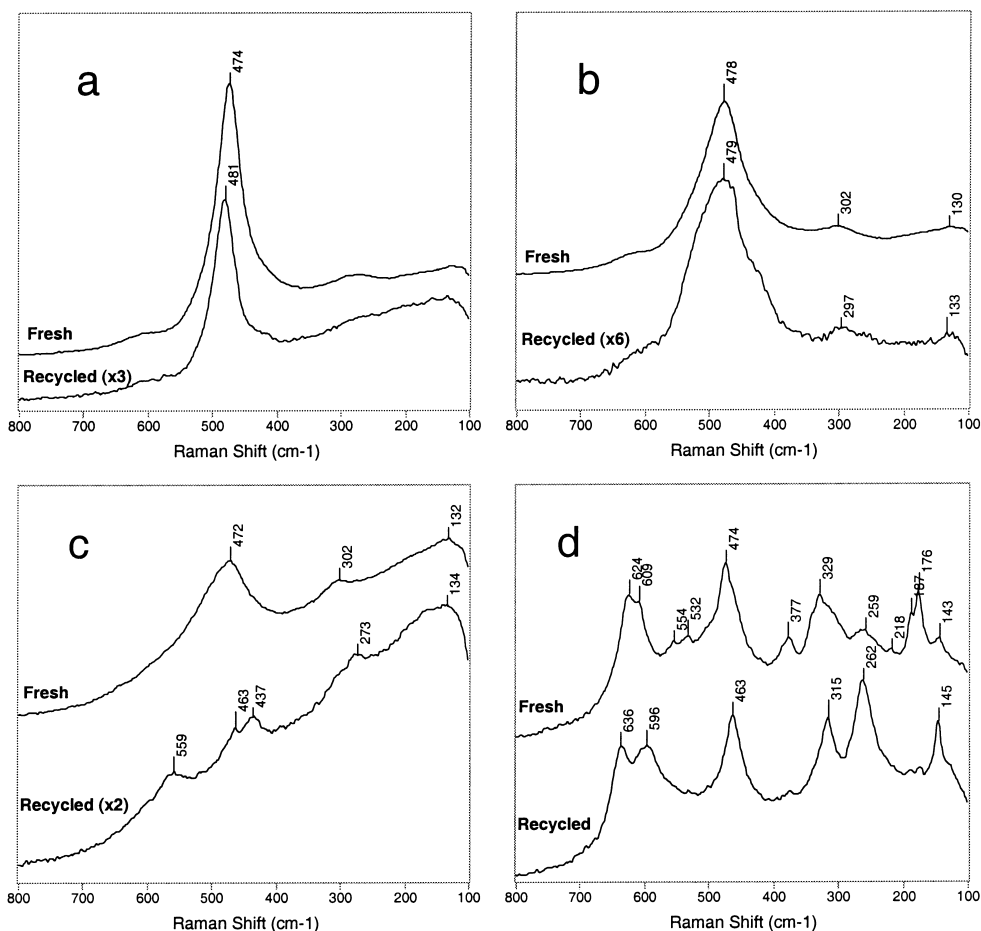 a
474
481
Fresh
Recycled (x3)
800 700 600 500 400 300 200 100
Raman Shift (cm-1)
b
478
479
302
130
Fresh
Recycled (x6)
297
133
800 700 600 500 400 300 200 100
Raman Shift (cm-1)
c
472
302
132
134
Fresh
273
463
437
559
Recycled (x2)
800 700 600 500 400 300 200 100
Raman Shift (cm-1)
d
624
609
554
532
474
377
329
259
218
187
176
143
Fresh
636
596
463
315
262
145
Recycled
800 700 600 500 400 300 200 100
Raman Shift (cm-1)